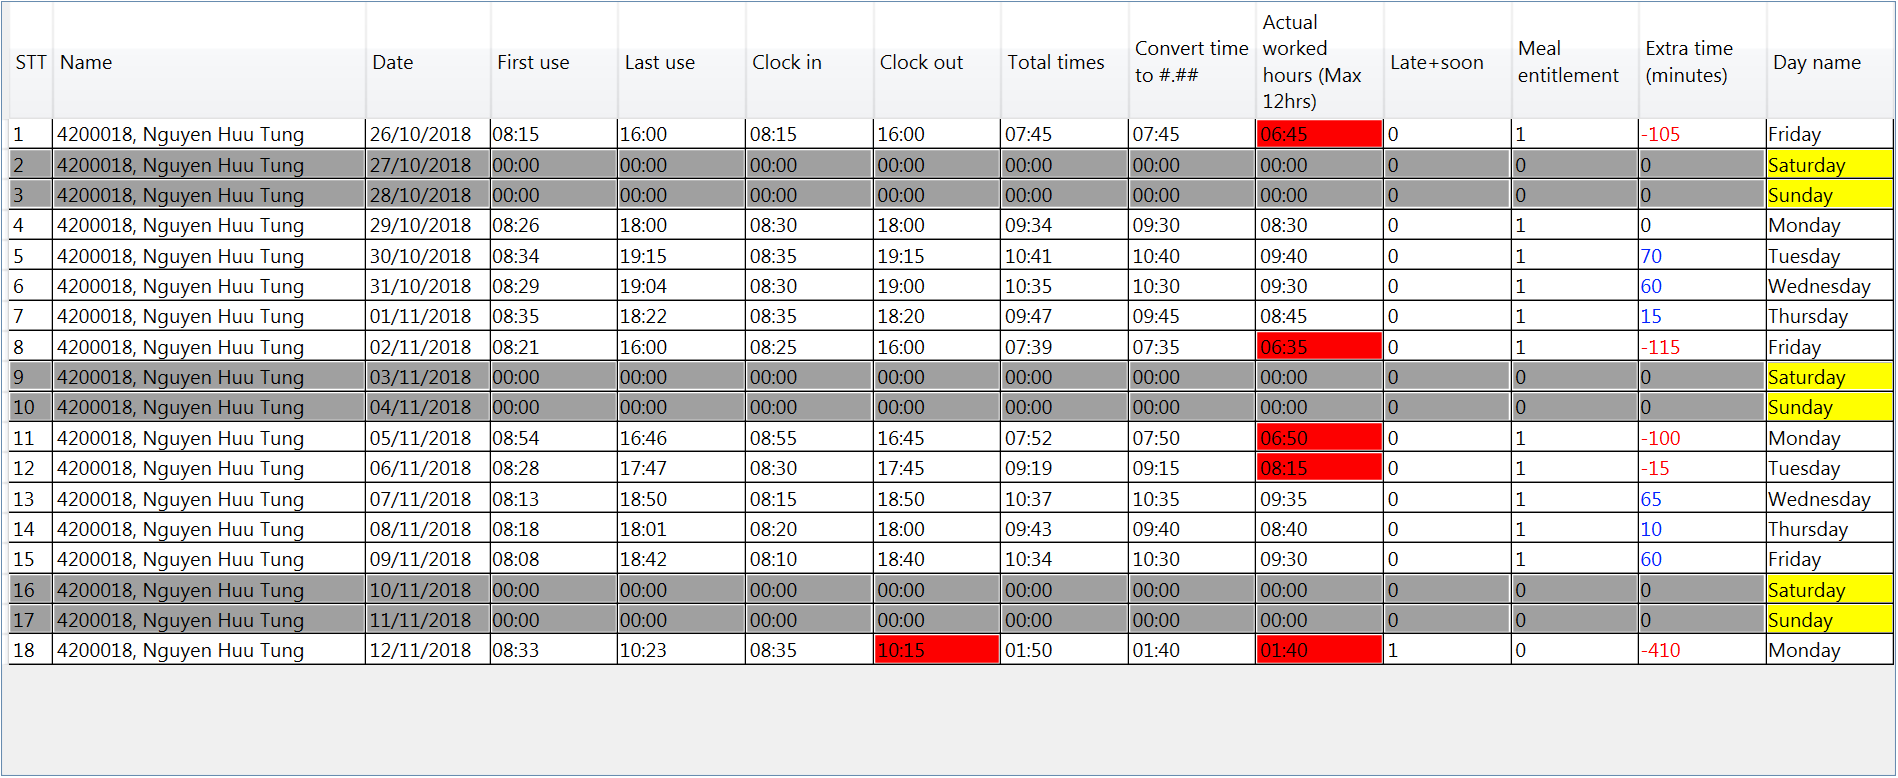 STT Name Date First use Last use Clock in Clock out Total times Convert time to #.## Actual worked hours (Max 12hrs) Late+soon Meal entitlement Extra time (minutes) Day name
1 4200018, Nguyen Huu Tung 26/10/2018 08:15 16:00 08:15 16:00 07:45 07:45 06:45 0 1 -105 Friday
2 4200018, Nguyen Huu Tung 27/10/2018 00:00 00:00 00:00 00:00 00:00 00:00 00:00 0 0 0 Saturday
3 4200018, Nguyen Huu Tung 28/10/2018 00:00 00:00 00:00 00:00 00:00 00:00 00:00 0 0 0 Sunday
4 4200018, Nguyen Huu Tung 29/10/2018 08:26 18:00 08:30 18:00 09:34 09:30 08:30 0 1 0 Monday
5 4200018, Nguyen Huu Tung 30/10/2018 08:34 19:15 08:35 19:15 10:41 10:40 09:40 0 1 70 Tuesday
6 4200018, Nguyen Huu Tung 31/10/2018 08:29 19:04 08:30 19:00 10:35 10:30 09:30 0 1 60 Wednesday
7 4200018, Nguyen Huu Tung 01/11/2018 08:35 18:22 08:35 18:20 09:47 09:45 08:45 0 1 15 Thursday
8 4200018, Nguyen Huu Tung 02/11/2018 08:21 16:00 08:25 16:00 07:39 07:35 06:35 0 1 -115 Friday
9 4200018, Nguyen Huu Tung 03/11/2018 00:00 00:00 00:00 00:00 00:00 00:00 00:00 0 0 0 Saturday
10 4200018, Nguyen Huu Tung 04/11/2018 00:00 00:00 00:00 00:00 00:00 00:00 00:00 0 0 0 Sunday
11 4200018, Nguyen Huu Tung 05/11/2018 08:54 16:46 08:55 16:45 07:52 07:50 06:50 0 1 -100 Monday
12 4200018, Nguyen Huu Tung 06/11/2018 08:28 17:47 08:30 17:45 09:19 09:15 08:15 0 1 -15 Tuesday
13 4200018, Nguyen Huu Tung 07/11/2018 08:13 18:50 08:15 18:50 10:37 10:35 09:35 0 1 65 Wednesday
14 4200018, Nguyen Huu Tung 08/11/2018 08:18 18:01 08:20 18:00 09:43 09:40 08:40 0 1 10 Thursday
15 4200018, Nguyen Huu Tung 09/11/2018 08:08 18:42 08:10 18:40 10:34 10:30 09:30 0 1 60 Friday
16 4200018, Nguyen Huu Tung 10/11/2018 00:00 00:00 00:00 00:00 00:00 00:00 00:00 0 0 0 Saturday
17 4200018, Nguyen Huu Tung 11/11/2018 00:00 00:00 00:00 00:00 00:00 00:00 00:00 0 0 0 Sunday
18 4200018, Nguyen Huu Tung 12/11/2018 08:33 10:23 08:35 10:15 01:50 01:40 01:40 1 0 -410 Monday